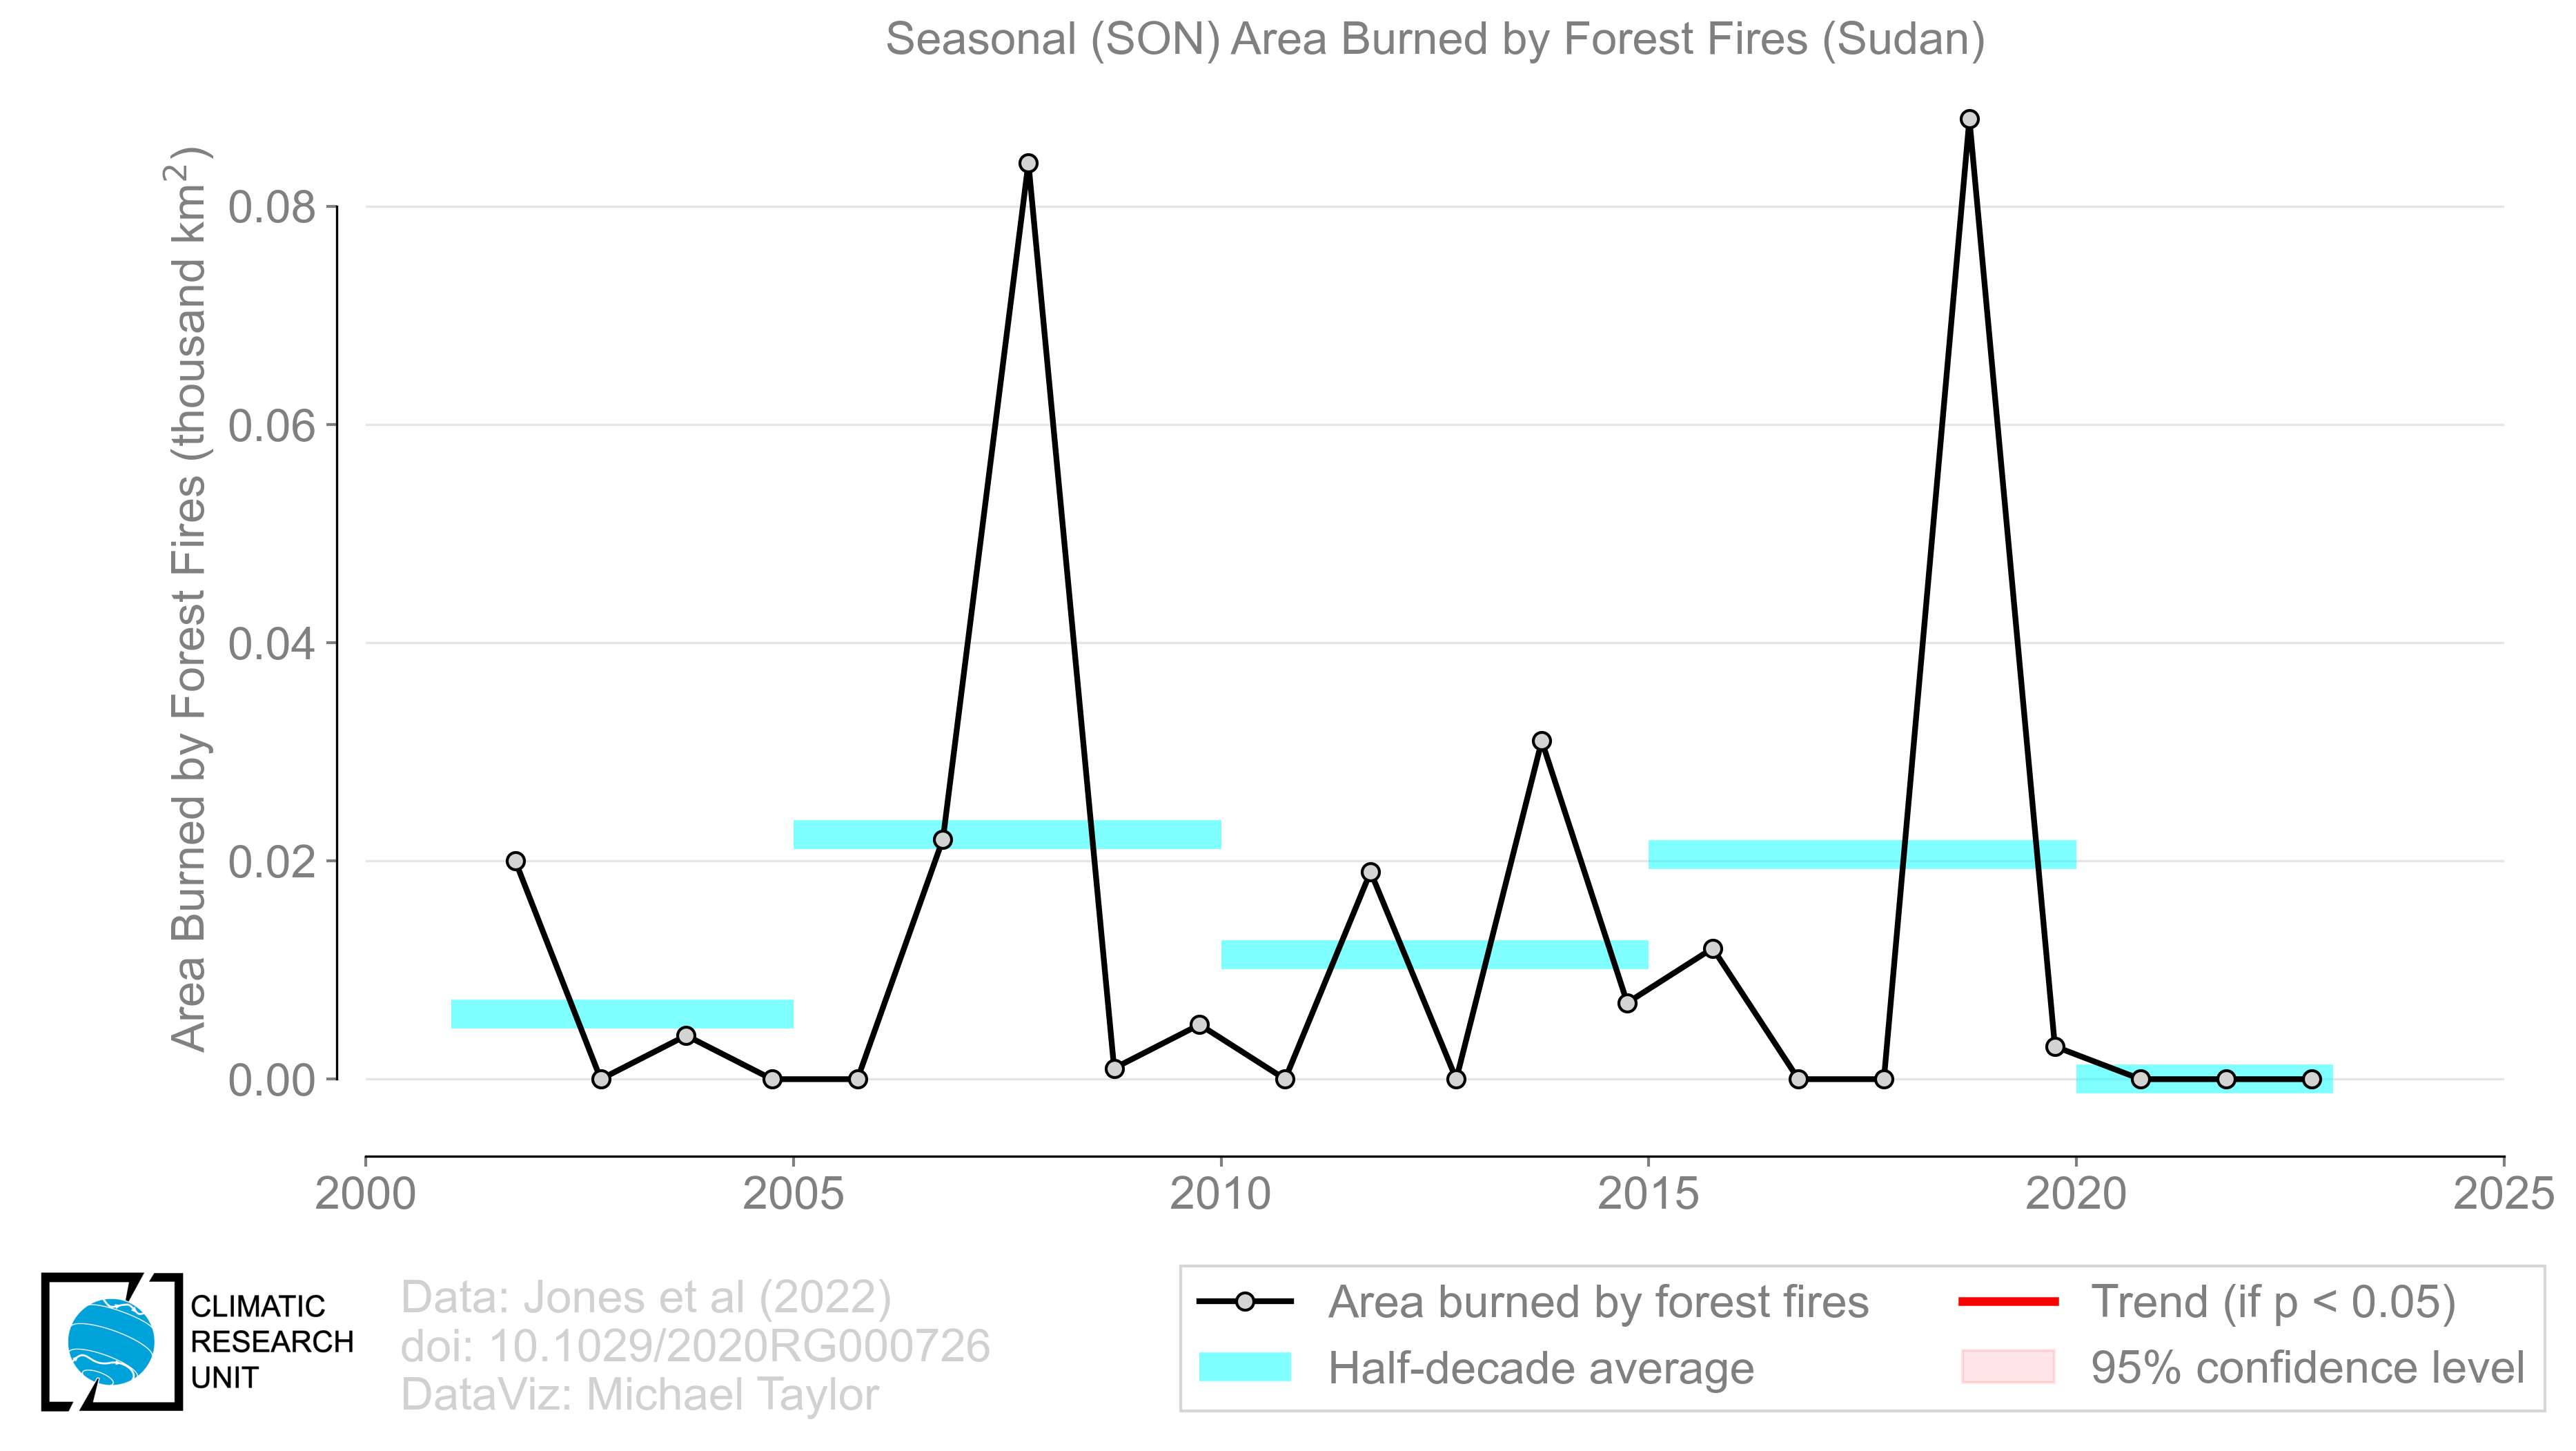 Seasonal (SON) Area Burned by Forest Fires (Sudan)
Area Burned by Forest Fires (thousand km²)
0.08
0.06
0.04
0.02
0.00
2000
2005
2010
2015
2020
2025
CLIMATIC
RESEARCH
UNIT
Data: Jones et al (2022)
doi: 10.1029/2020RG000726
DataViz: Michael Taylor
Area burned by forest fires
Half-decade average
Trend (if p < 0.05)
95% confidence level